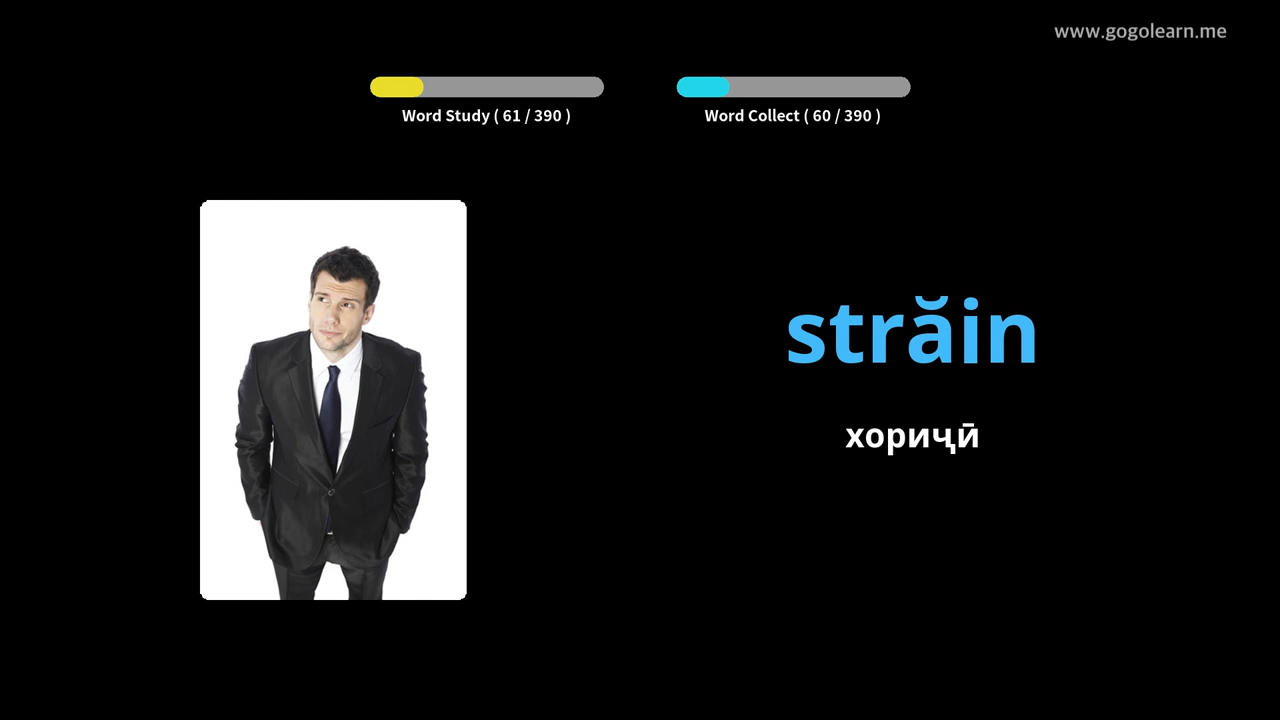 www.gogolearn.me
Word Study ( 61 / 390 )
Word Collect ( 60 / 390 )
străin
хориҷӣ